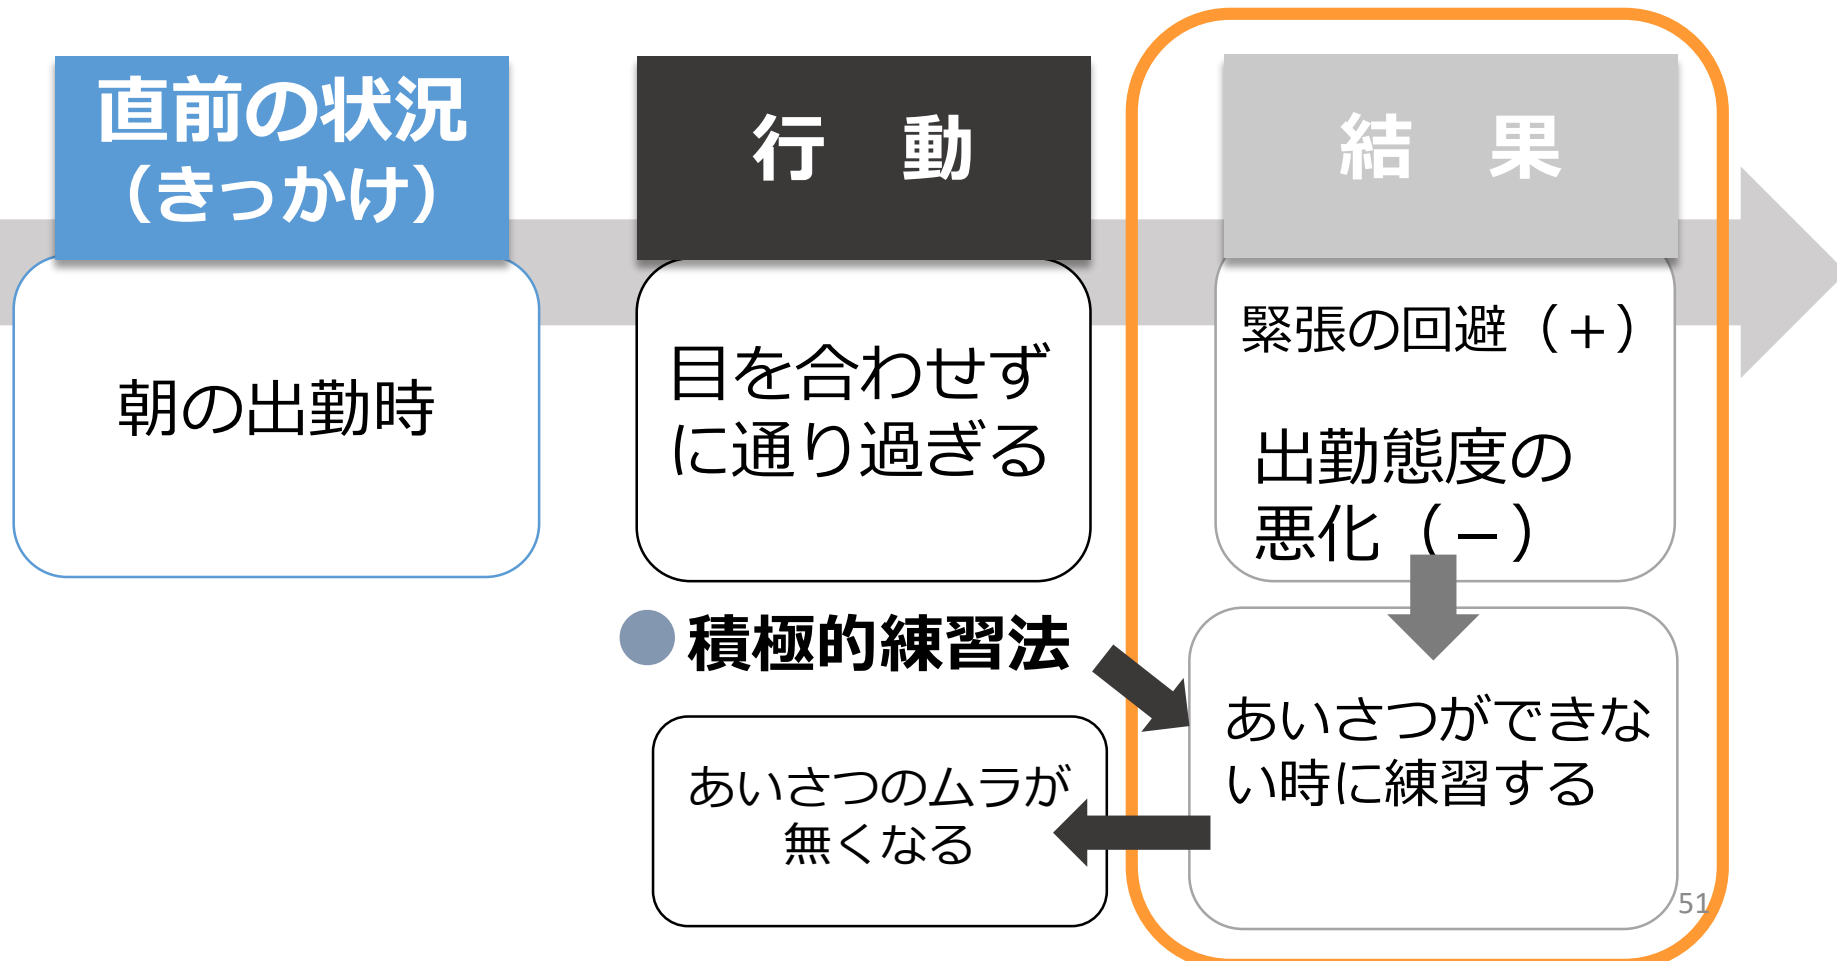 直前の状況
（きっかけ）
行　動
結　果
朝の出勤時
目を合わせず
に通り過ぎる
緊張の回避（＋）
出勤態度の
悪化（－）
●積極的練習法
あいさつができな
い時に練習する
あいさつのムラが
無くなる
51